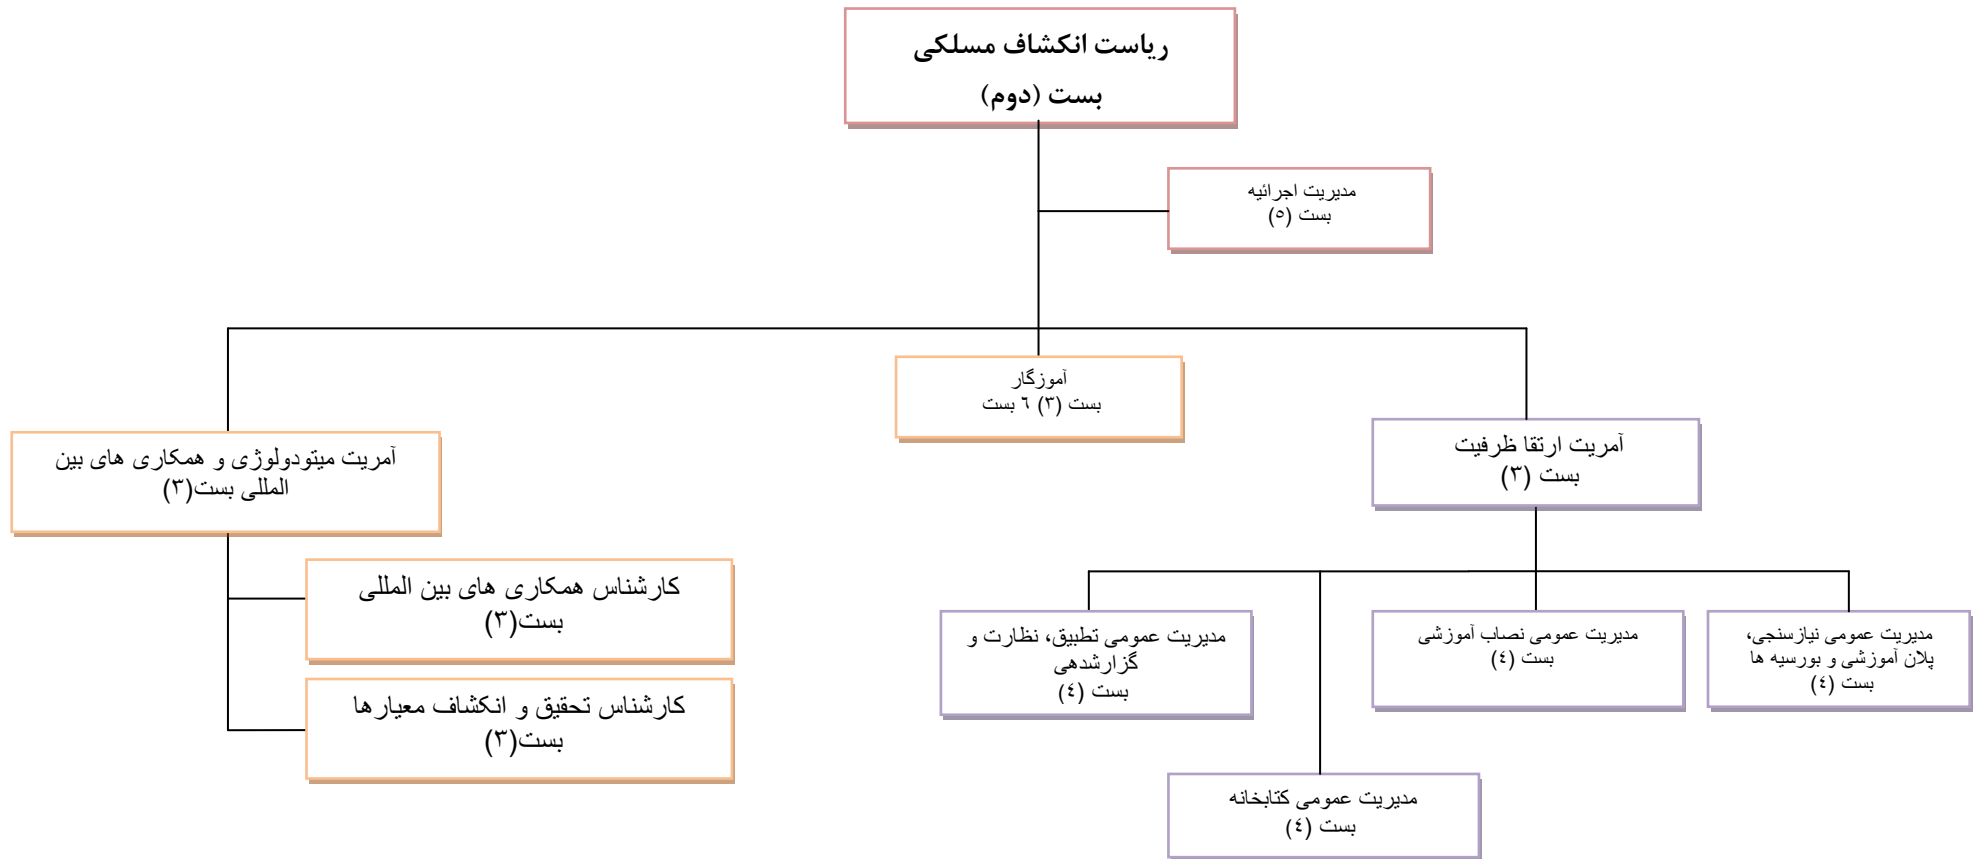 ریاست انکشاف مسلکی
بست (دوم)
مدیریت اجرائیه
بست (٥)
آموزگار
بست (٣) ٦ بست
آمریت ارتقا ظرفیت
بست (٣)
آمریت میتودولوژی و همکاری های بین
المللی بست(٣)
کارشناس همکاری های بین المللی
بست(٣)
کارشناس تحقیق و انکشاف معیارها
بست(٣)
مدیریت عمومی نیازسنجی،
پلان آموزشی و بورسیه ها
بست (٤)
مدیریت عمومی نصاب آموزشی
بست (٤)
مدیریت عمومی تطبیق، نظارت و
گزارشدهی
بست (٤)
مدیریت عمومی کتابخانه
بست (٤)